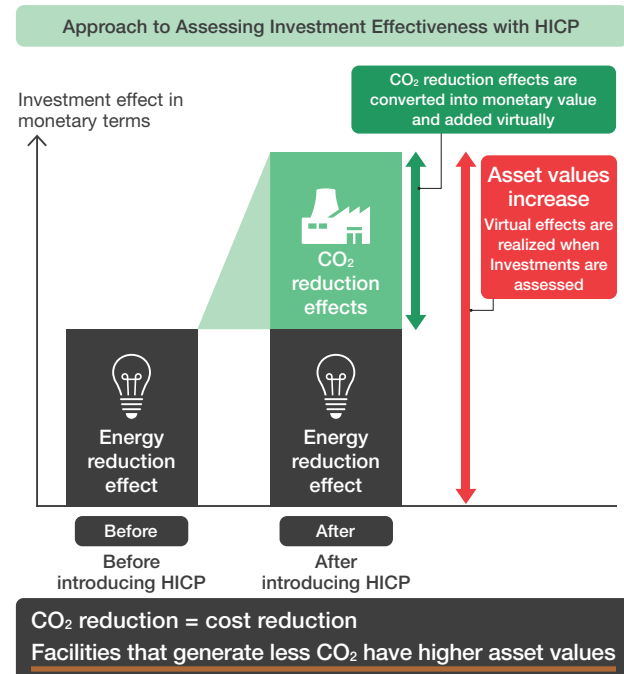 Approach to Assessing Investment Effectiveness with HICP
CO₂ reduction effects are
converted into monetary value
and added virtually
Investment effect in
monetary terms
Asset values
increase
Virtual effects are
realized when
Investments are
assessed
CO₂
reduction
effects
Energy
reduction
effect
Energy
reduction
effect
Before
After
Before
introducing HICP
After
introducing HICP
CO₂ reduction = cost reduction
Facilities that generate less CO₂ have higher asset values